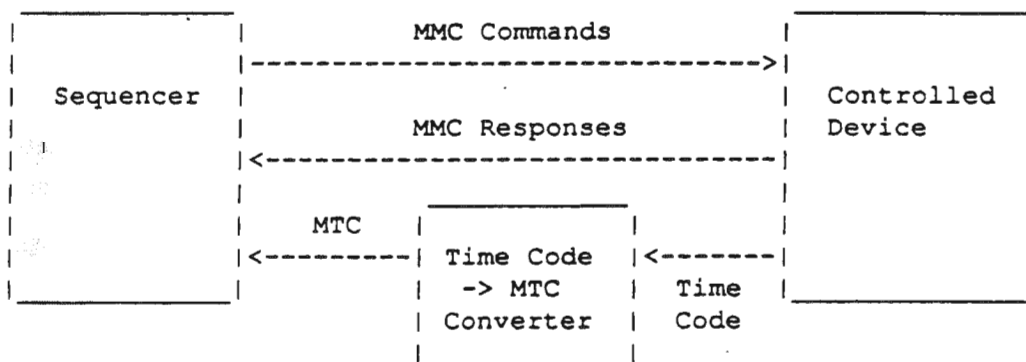 MMC Commands
Sequencer
Controlled
Device
MMC Responses
MTC
Time Code
-> MTC
Converter
Time
Code